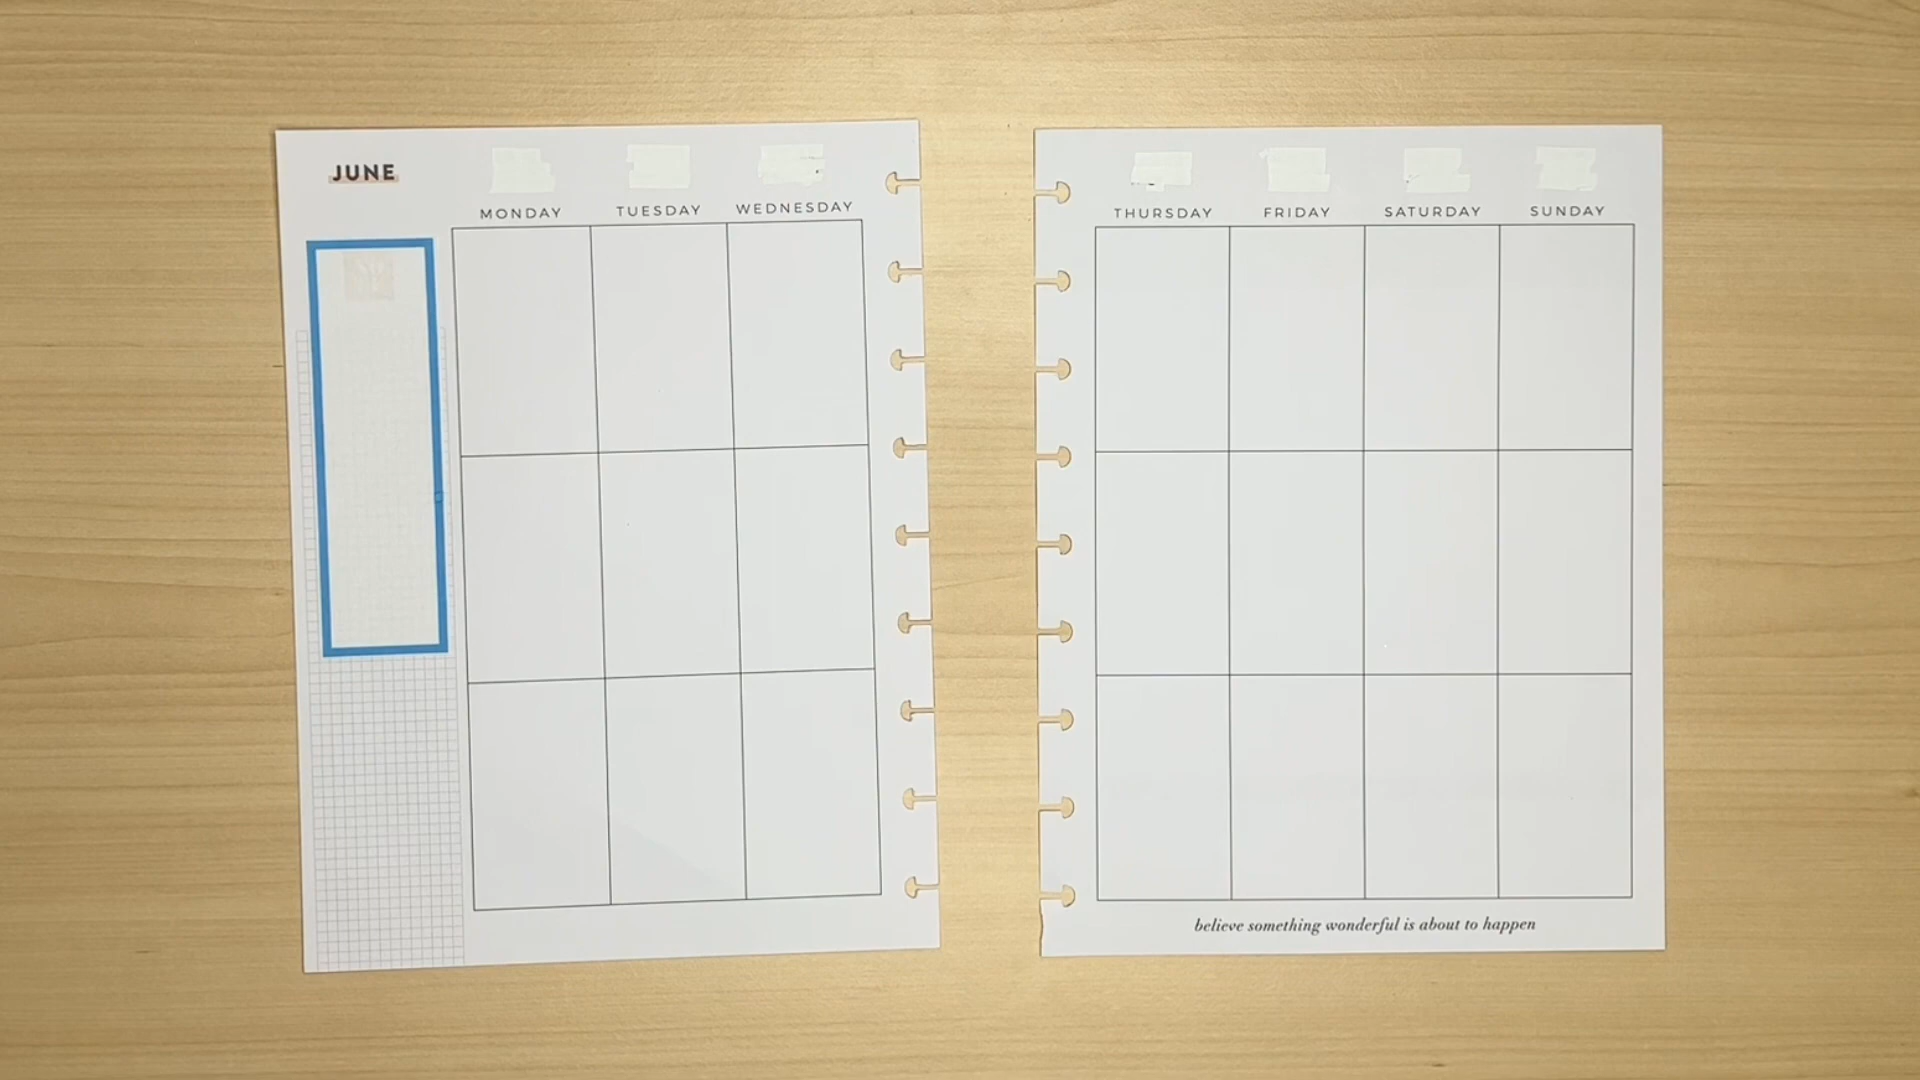 JUNE
MONDAY TUESDAY WEDNESDAY
THURSDAY FRIDAY SATURDAY SUNDAY
believe something wonderful is about to happen